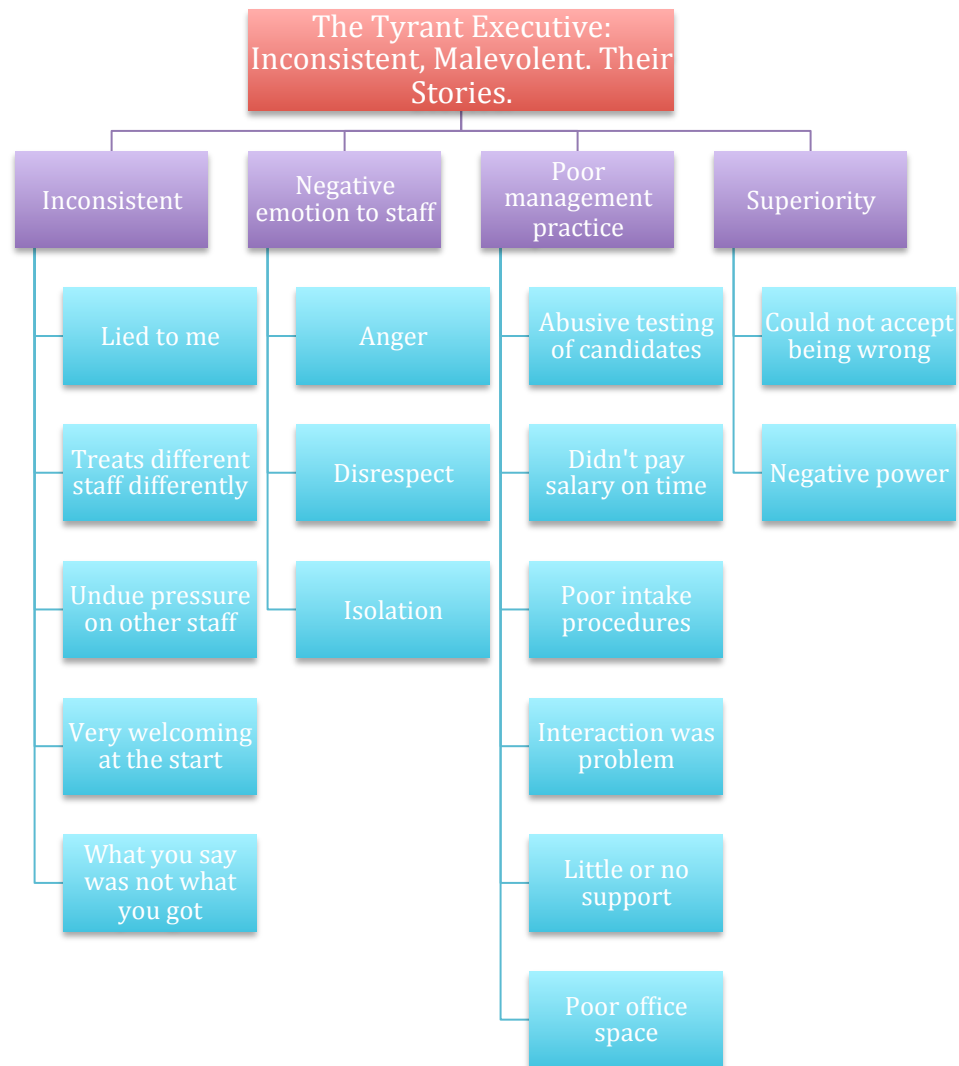 The Tyrant Executive:
Inconsistent, Malevolent. Their
Stories.
Inconsistent
Lied to me
Treats different
staff differently
Undue pressure
on other staff
Very welcoming
at the start
What you say
was not what
you got
Negative
emotion to staff
Anger
Disrespect
Isolation
Poor
management
practice
Abusive testing
of candidates
Didn't pay
salary on time
Poor intake
procedures
Interaction was
problem
Little or no
support
Poor office
space
Superiority
Could not accept
being wrong
Negative power